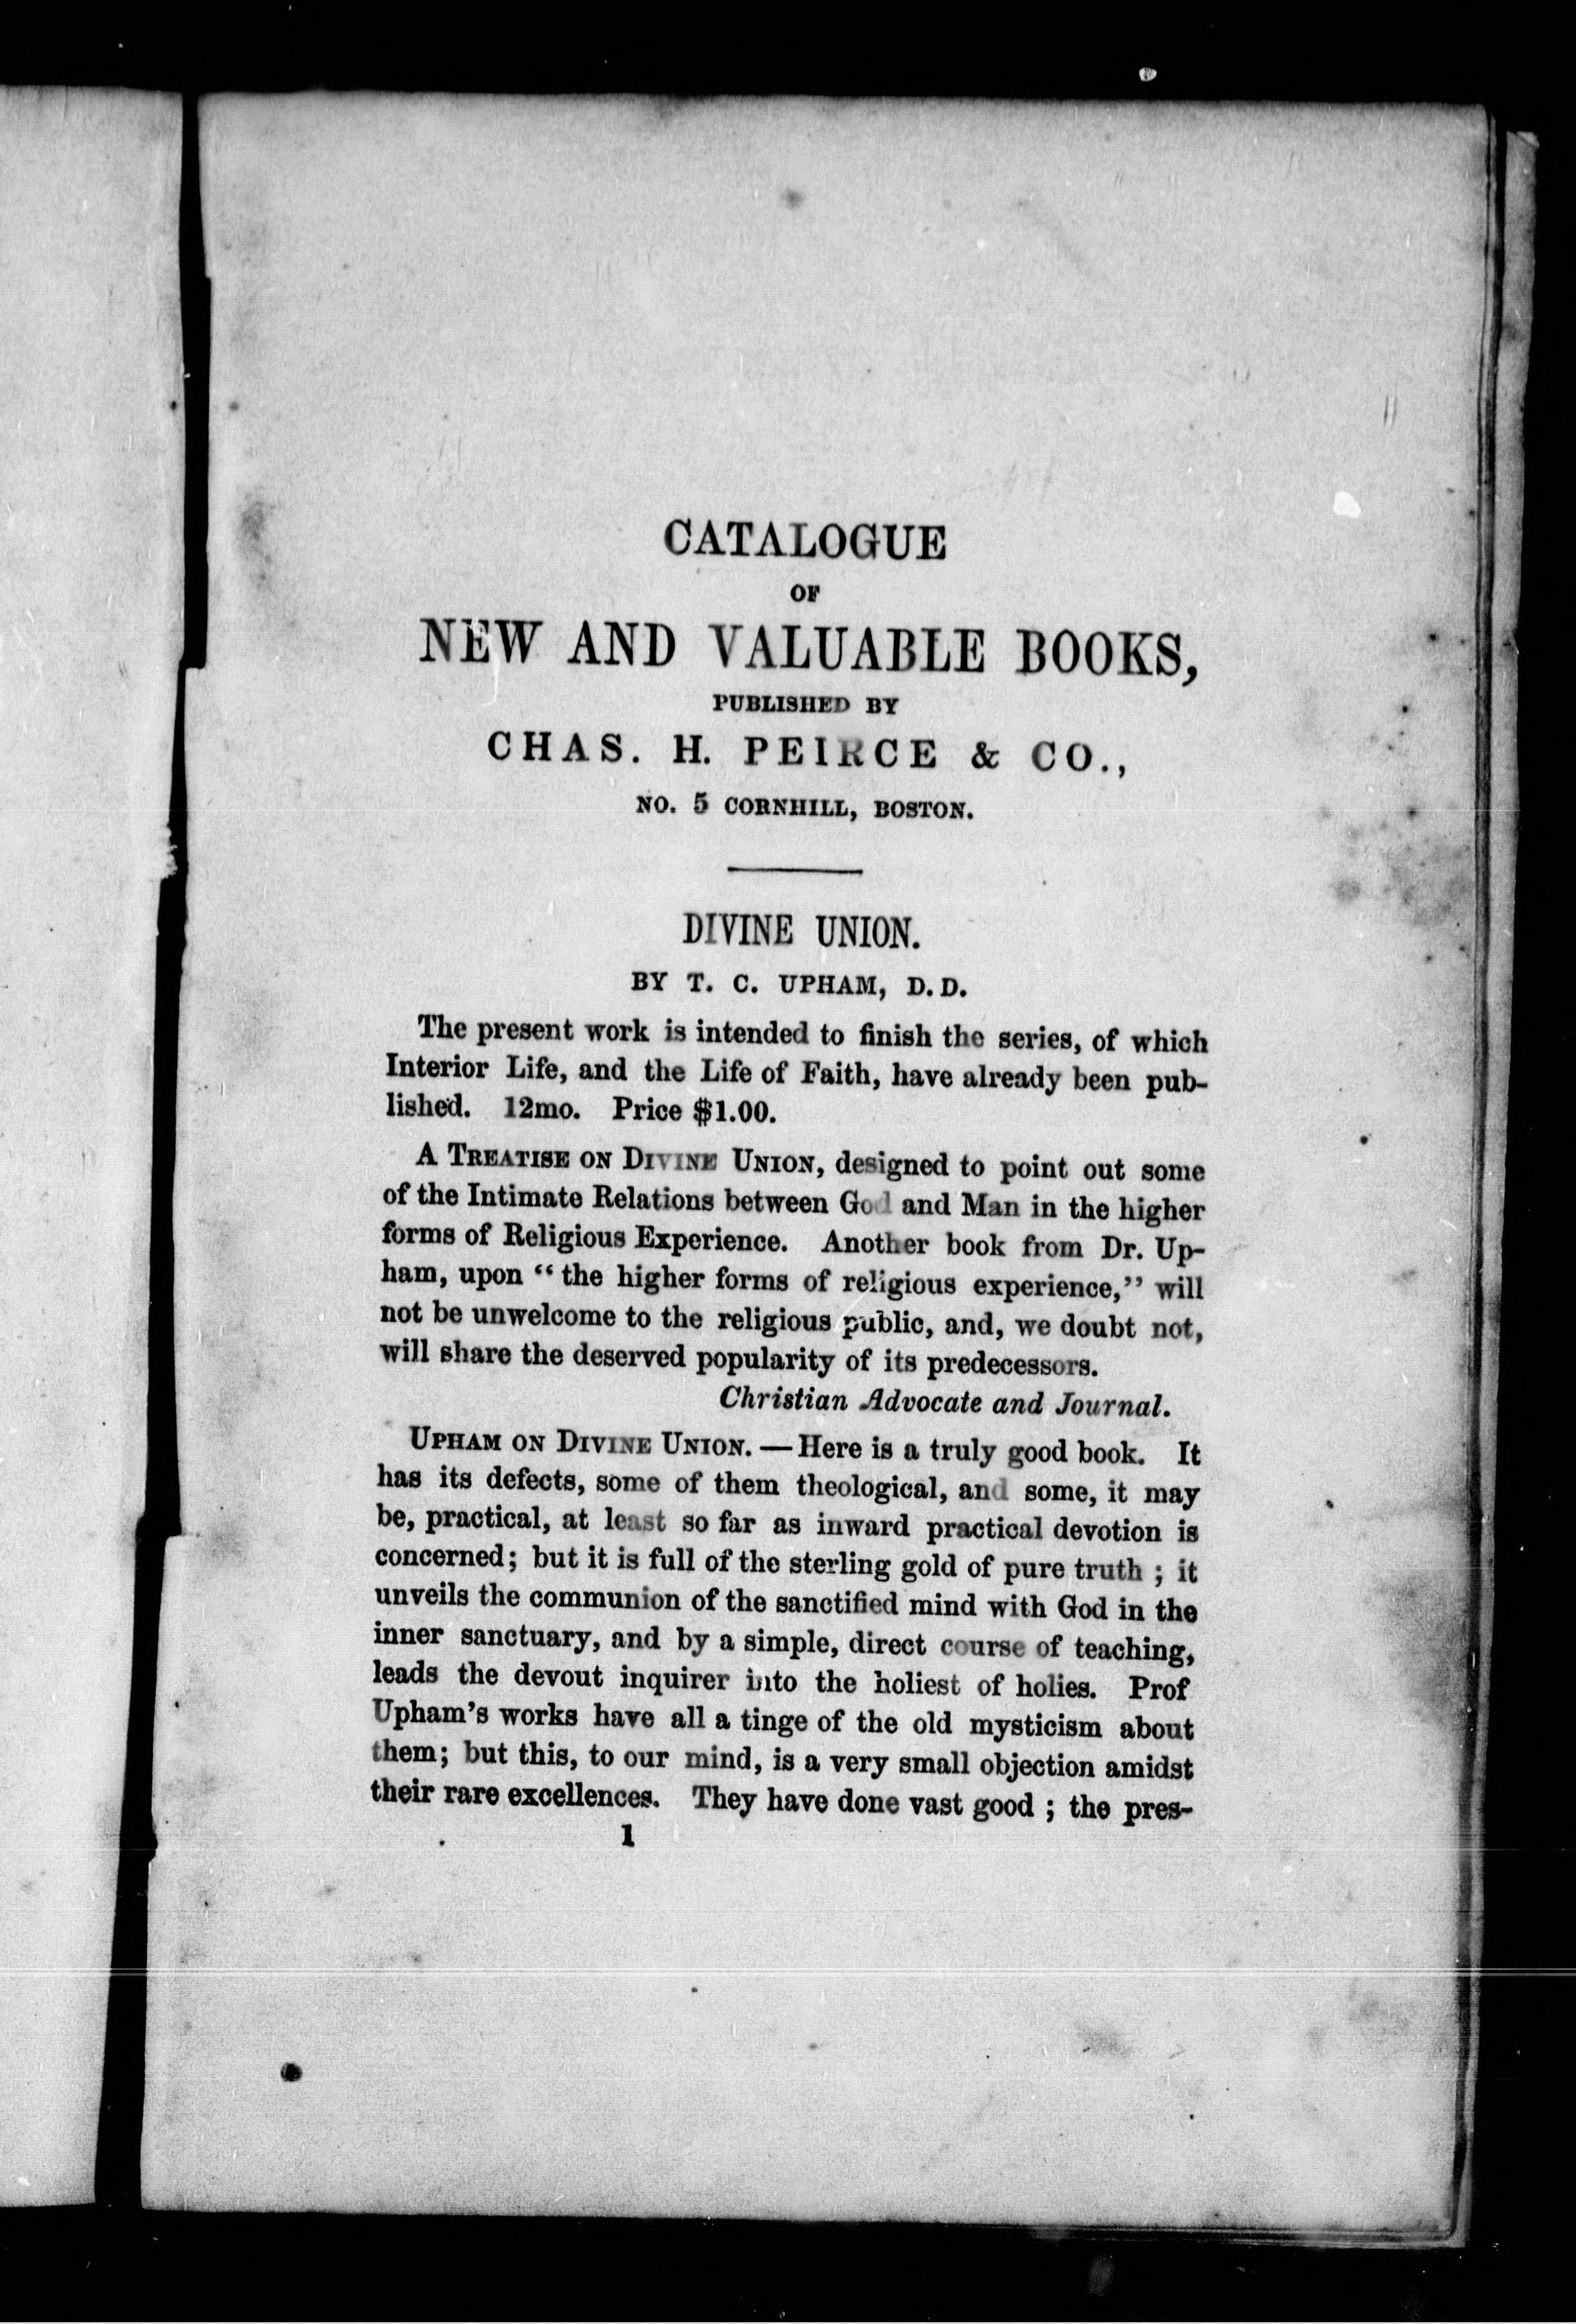 CATALOGUE
OF
NEW AND VALUABLE BOOKS,
PUBLISHED BY
CHAS. H. PEIRCE & CO.,
NO. 5 CORNHILL, BOSTON.
DIVINE UNION.
BY T. C. UPHAM, D.D.
The present work is intended to finish the series, of which
Interior Life, and the Life of Faith, have already been pub-
lished. 12mo. Price $1.00.
A TREATISE ON DIVINE UNION, designed to point out some
of the Intimate Relations between God and Man in the higher
forms of Religious Experience. Another book from Dr. Up-
ham, upon “the higher forms of religious experience,” will
not be unwelcome to the religious public, and, we doubt not,
will share the deserved popularity of its predecessors.
Christian Advocate and Journal.
UPHAM ON DIVINE UNION. — Here is a truly good book. It
has its defects, some of them theological, and some, it may
be, practical, at least so far as inward practical devotion is
concerned; but it is full of the sterling gold of pure truth ; it
unveils the communion of the sanctified mind with God in the
inner sanctuary, and by a simple, direct course of teaching,
leads the devout inquirer into the holiest of holies. Prof
Upham's works have all a tinge of the old mysticism about
them; but this, to our mind, is a very small objection amidst
their rare excellences. They have done vast good ; the pres-
1